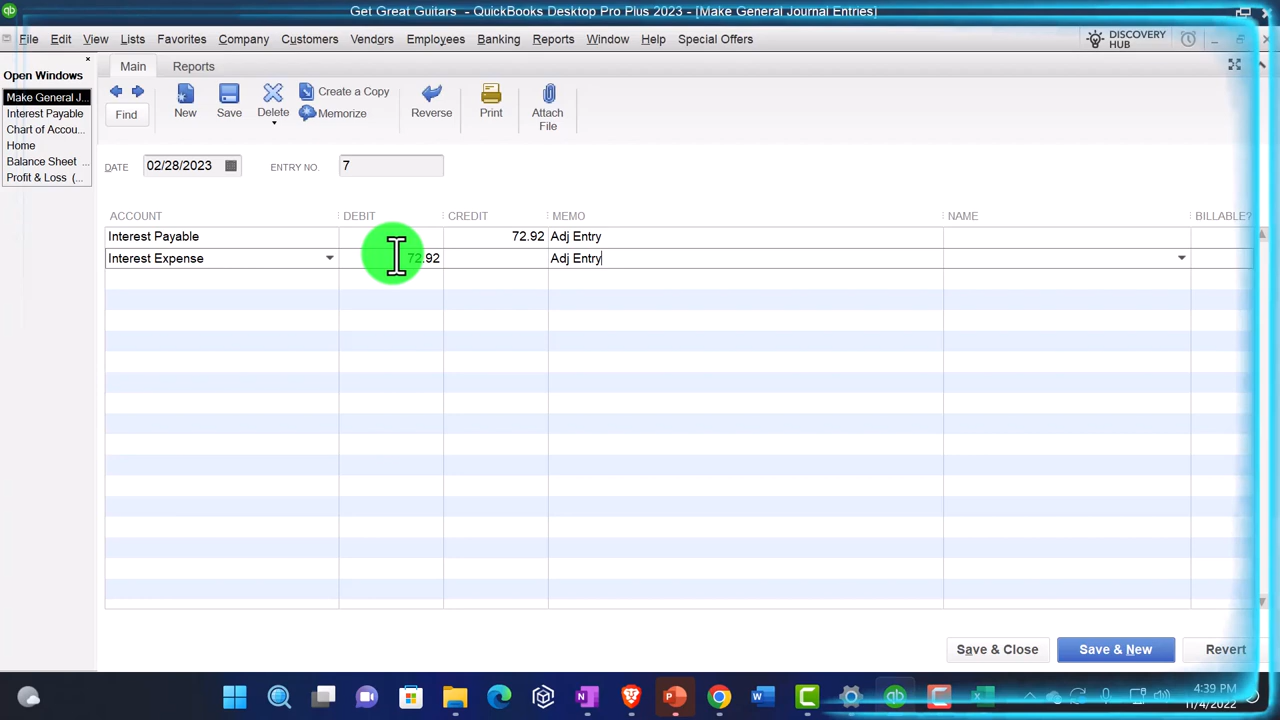 Get Great Guitars - QuickBooks Desktop Pro Plus 2023 - [Make General Journal Entries]
File Edit View Lists Favorites Company Customers Vendors Employees Banking Reports Window Help Special Offers DISCOVERY HUB
Open Windows
Make General J...
Interest Payable
Chart of Accou...
Home
Balance Sheet ...
Profit & Loss (...
Main Reports
Find
New
Save
Delete
Create a Copy
Memorize
Reverse
Print
Attach File
DATE 02/28/2023 ENTRY NO. 7
ACCOUNT DEBIT CREDIT MEMO NAME BILLABLE?
Interest Payable 72.92 Adj Entry
Interest Expense 72.92 Adj Entry
Save & Close Save & New Revert
4:39 PM
11/4/2022